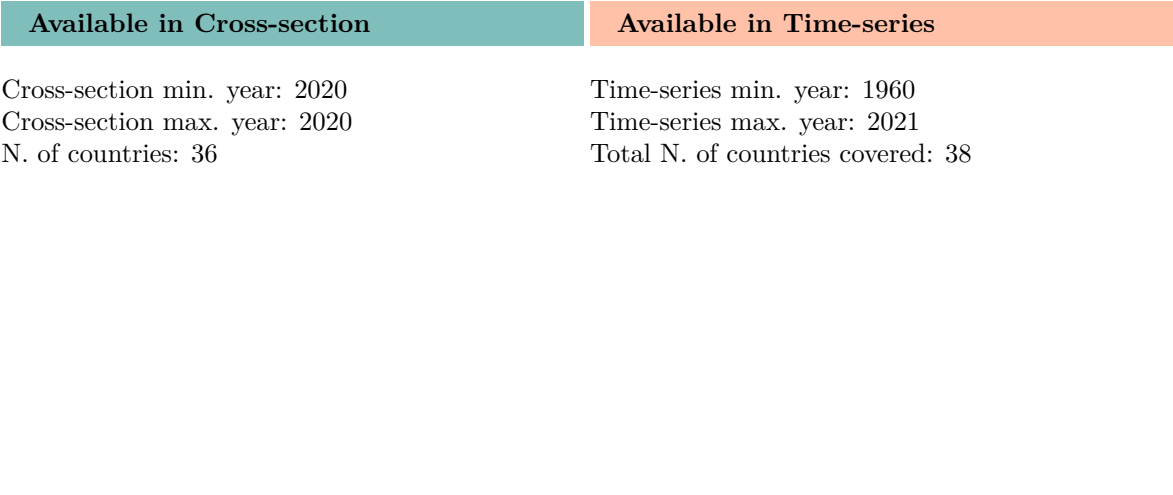 Available in Cross-section
Cross-section min. year: 2020
Cross-section max. year: 2020
N. of countries: 36
Available in Time-series
Time-series min. year: 1960
Time-series max. year: 2021
Total N. of countries covered: 38